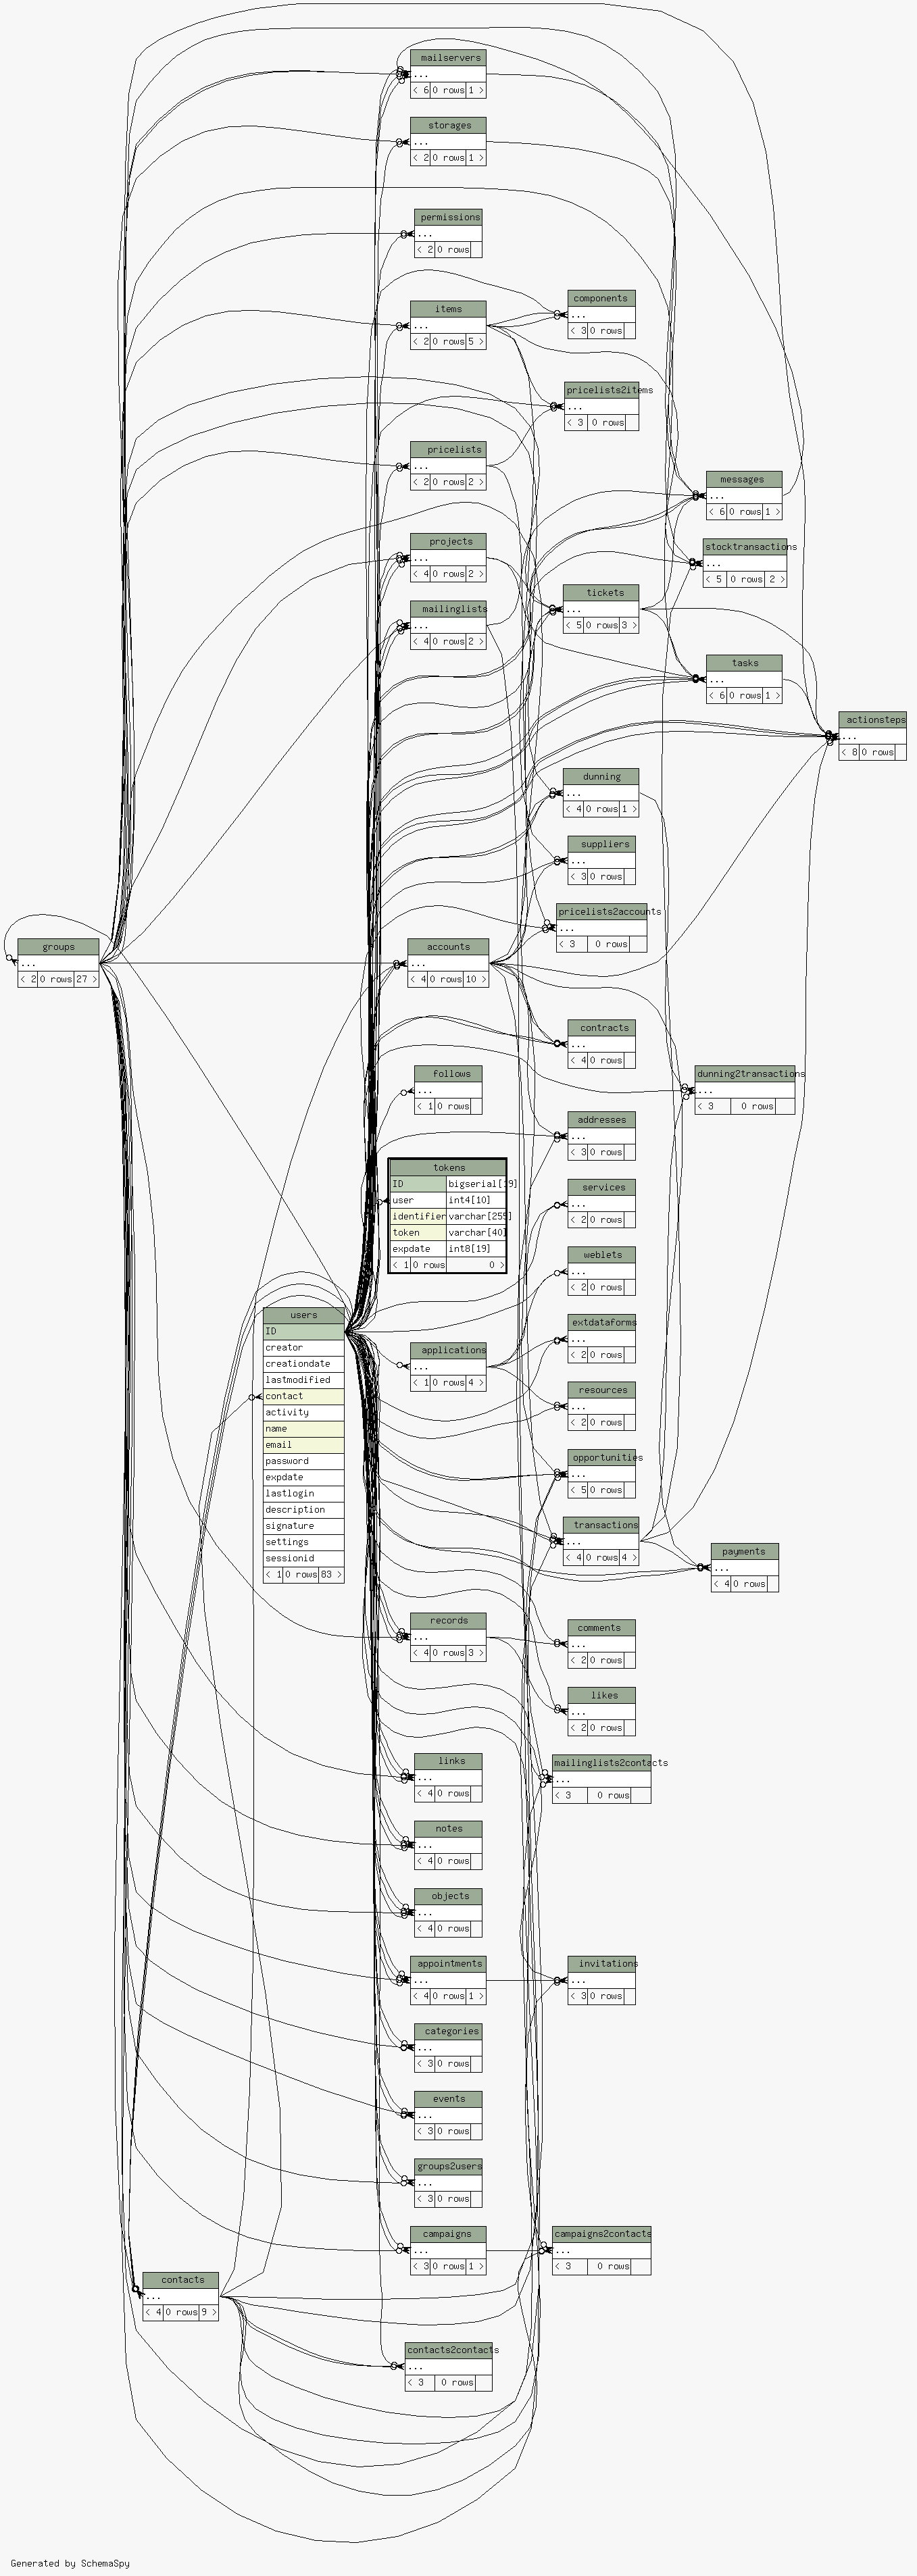 mailservers
...
< 6 0 rows 1 >
storages
...
< 2 0 rows 1 >
permissions
...
< 2 0 rows
components
...
< 3 0 rows
items
...
< 2 0 rows 5 >
pricelists2items
...
< 3 0 rows
pricelists
...
< 2 0 rows 2 >
messages
...
< 6 0 rows 1 >
projects
...
< 4 0 rows 2 >
stocktransactions
...
< 5 0 rows 2 >
tickets
...
< 5 0 rows 3 >
mailinglists
...
< 4 0 rows 2 >
tasks
...
< 6 0 rows 1 >
actionsteps
...
< 8 0 rows
dunning
...
< 4 0 rows 1 >
suppliers
...
< 3 0 rows
pricelists2accounts
...
< 3 0 rows
groups
...
< 2 0 rows 27 >
accounts
...
< 4 0 rows 10 >
contracts
...
< 4 0 rows
follows
...
< 1 0 rows
dunning2transactions
...
< 3 0 rows
addresses
...
< 3 0 rows
tokens
ID bigserial[19]
user int4[10]
identifier varchar[255]
token varchar[40]
expdate int8[19]
< 1 0 rows 0 >
services
...
< 2 0 rows
weblets
...
< 2 0 rows
users
ID
creator
creationdate
lastmodified
contact
activity
name
email
password
expdate
lastlogin
description
signature
settings
sessionid
< 1 0 rows 83 >
extdataforms
...
< 2 0 rows
applications
...
< 1 0 rows 4 >
resources
...
< 2 0 rows
opportunities
...
< 5 0 rows
transactions
...
< 4 0 rows 4 >
payments
...
< 4 0 rows
records
...
< 4 0 rows 3 >
comments
...
< 2 0 rows
likes
...
< 2 0 rows
links
...
< 4 0 rows
mailinglists2contacts
...
< 3 0 rows
notes
...
< 4 0 rows
objects
...
< 4 0 rows
appointments
...
< 4 0 rows 1 >
invitations
...
< 3 0 rows
categories
...
< 3 0 rows
events
...
< 3 0 rows
groups2users
...
< 3 0 rows
campaigns
...
< 3 0 rows 1 >
campaigns2contacts
...
< 3 0 rows
contacts
...
< 4 0 rows 9 >
contacts2contacts
...
< 3 0 rows
Generated by SchemaSpy